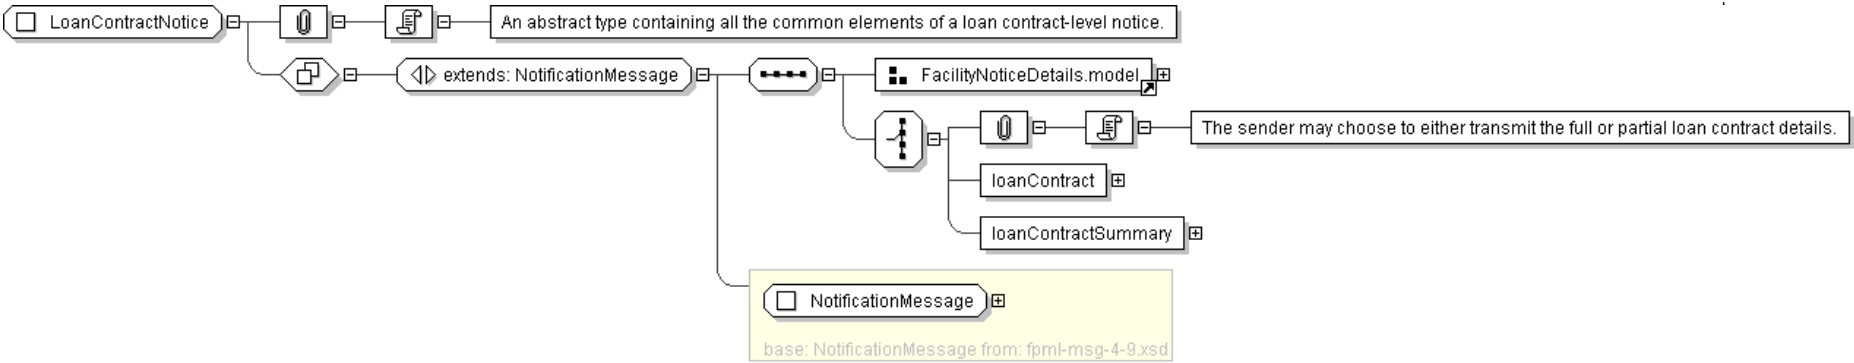 LoanContractNotice
An abstract type containing all the common elements of a loan contract-level notice.
extends: NotificationMessage
FacilityNoticeDetails.model
The sender may choose to either transmit the full or partial loan contract details.
loanContract
loanContractSummary
NotificationMessage
base: NotificationMessage from: fpml-msg-4-9.xsd